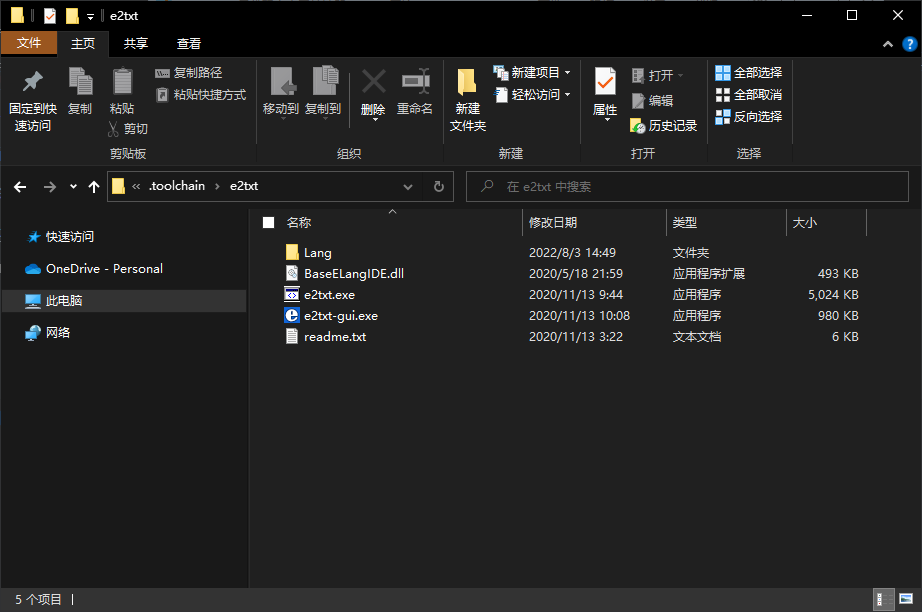 e2txt
文件 主页 共享 查看
固定到快速访问
复制
粘贴
复制路径
粘贴快捷方式
剪切
剪贴板
移动到
复制到
删除
重命名
组织
新建文件夹
新建项目
轻松访问
新建
属性
打开
编辑
历史记录
打开
全部选择
全部取消
反向选择
选择
« .toolchain › e2txt
在 e2txt 中搜索
快速访问
OneDrive - Personal
此电脑
网络
名称 修改日期 类型 大小
Lang 2022/8/3 14:49 文件夹
BaseELangIDE.dll 2020/5/18 21:59 应用程序扩展 493 KB
e2txt.exe 2020/11/13 9:44 应用程序 5,024 KB
e2txt-gui.exe 2020/11/13 10:08 应用程序 980 KB
readme.txt 2020/11/13 3:22 文本文档 6 KB
5 个项目